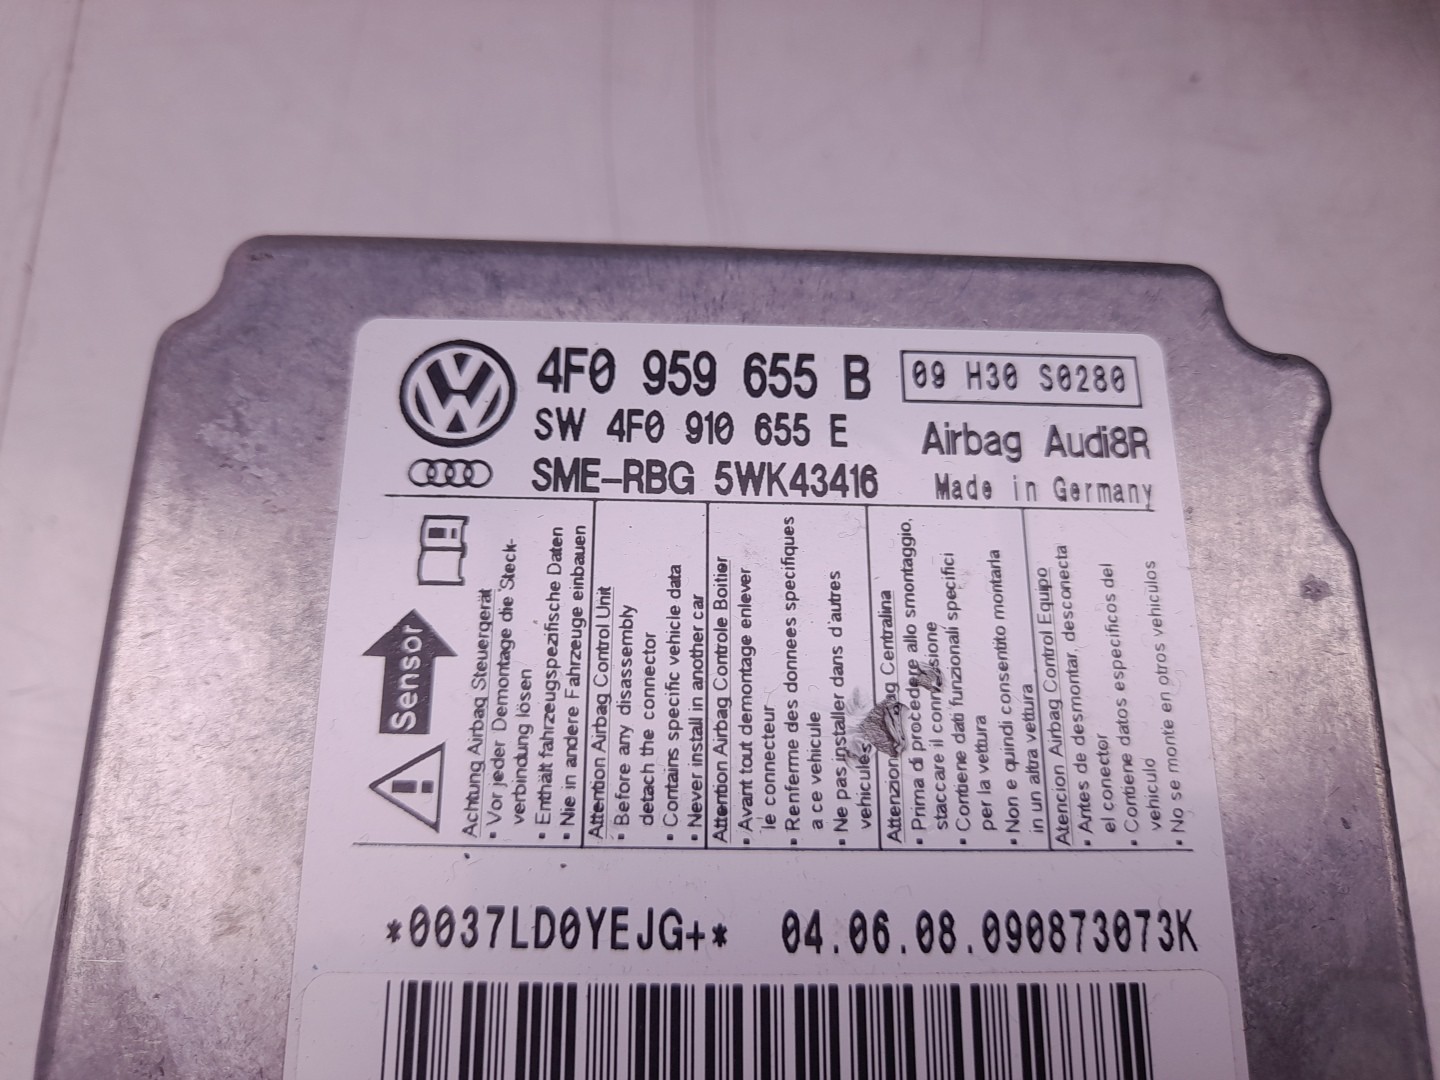 4F0 959 655 B
09 H30 S0280
SW 4F0 910 655 E
Airbag Audi8R
SME-RBG 5WK43416
Made in Germany
Sensor
Achtung Airbag Steuergerät
• Vor jeder Demontage die Steck-
verbindung lösen
• Enthält fahrzeugspezifische Daten
• Nie in andere Fahrzeuge einbauen
Attention Airbag Control Unit
• Before any disassembly
detach the connector
• Contains specific vehicle data
• Never install in another car
Attention Airbag Controle Boitier
• Avant tout demontage enlever
le connecteur
• Renferme des donnees specifiques
a ce vehicule
• Ne pas installer dans d'autres
vehicules
Attenzione Airbag Centralina
• Prima di procedere allo smontaggio,
staccare il connessione
• Contiene dati funzionali specifici
per la vettura
• Non e quindi consentito montarla
in un altra vettura
Atencion Airbag Control Equipo
• Antes de desmontar, desconecta
el conector
• Contiene datos especificos del
vehiculo
• No se monte en otros vehiculos
*0037LD0YEJG+*
04.06.08.090873073K